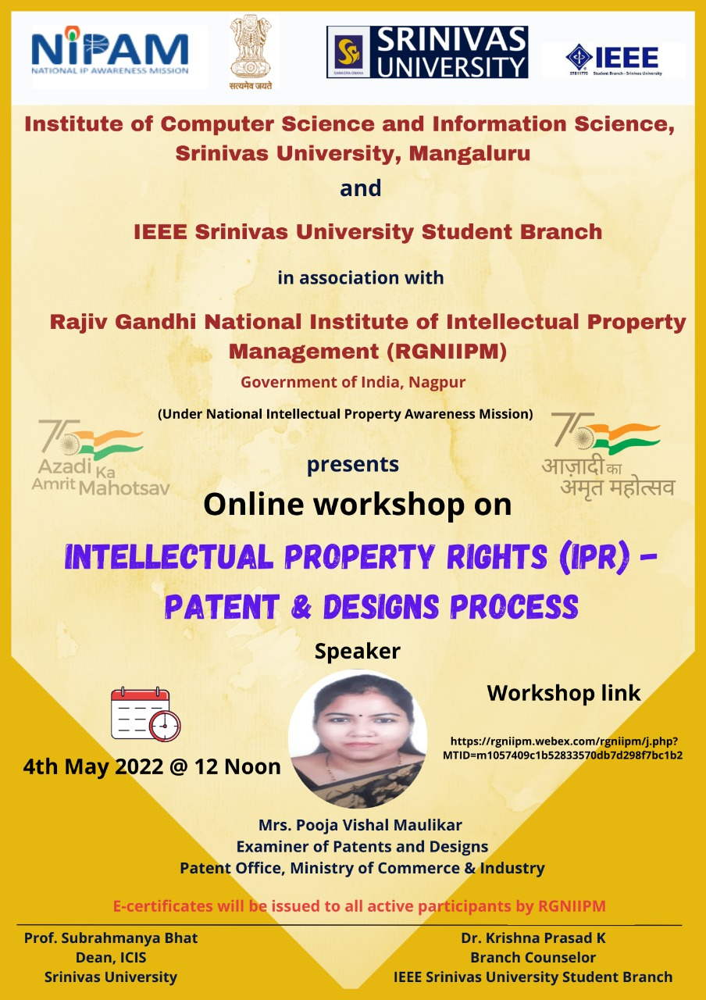 NiPAM
NATIONAL IP AWARENESS MISSION
सत्यमेव जयते
SRINIVAS
UNIVERSITY
SAMAGRA GNANA
IEEE
STB11770 Student Branch - Srinivas University
Institute of Computer Science and Information Science,
Srinivas University, Mangaluru
and
IEEE Srinivas University Student Branch
in association with
Rajiv Gandhi National Institute of Intellectual Property
Management (RGNIIPM)
Government of India, Nagpur
(Under National Intellectual Property Awareness Mission)
75
Azadi Ka
Amrit Mahotsav
75
आज़ादी का
अमृत महोत्सव
presents
Online workshop on
INTELLECTUAL PROPERTY RIGHTS (IPR) –
PATENT & DESIGNS PROCESS
Speaker
4th May 2022 @ 12 Noon
Workshop link
https://rgniipm.webex.com/rgniipm/j.php?
MTID=m1057409c1b52833570db7d298f7bc1b2
Mrs. Pooja Vishal Maulikar
Examiner of Patents and Designs
Patent Office, Ministry of Commerce & Industry
E-certificates will be issued to all active participants by RGNIIPM
Prof. Subrahmanya Bhat
Dean, ICIS
Srinivas University
Dr. Krishna Prasad K
Branch Counselor
IEEE Srinivas University Student Branch